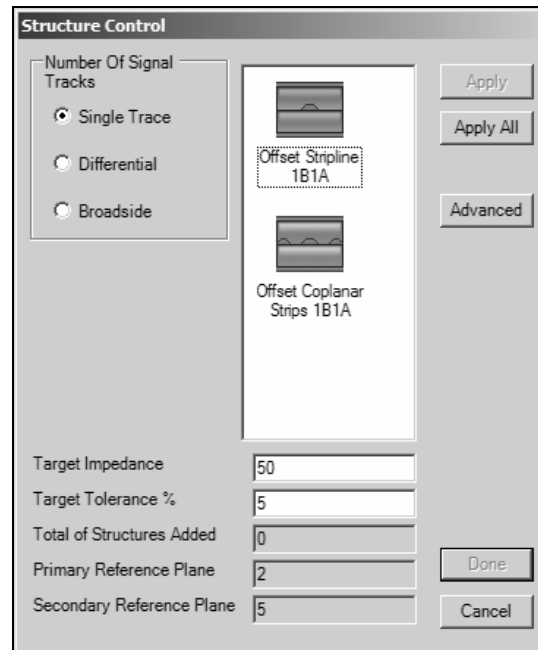 Structure Control
Number Of Signal
Tracks
Single Trace
Differential
Broadside
Offset Stripline
1B1A
Offset Coplanar
Strips 1B1A
Apply
Apply All
Advanced
Target Impedance
50
Target Tolerance %
5
Total of Structures Added
0
Primary Reference Plane
2
Secondary Reference Plane
5
Done
Cancel